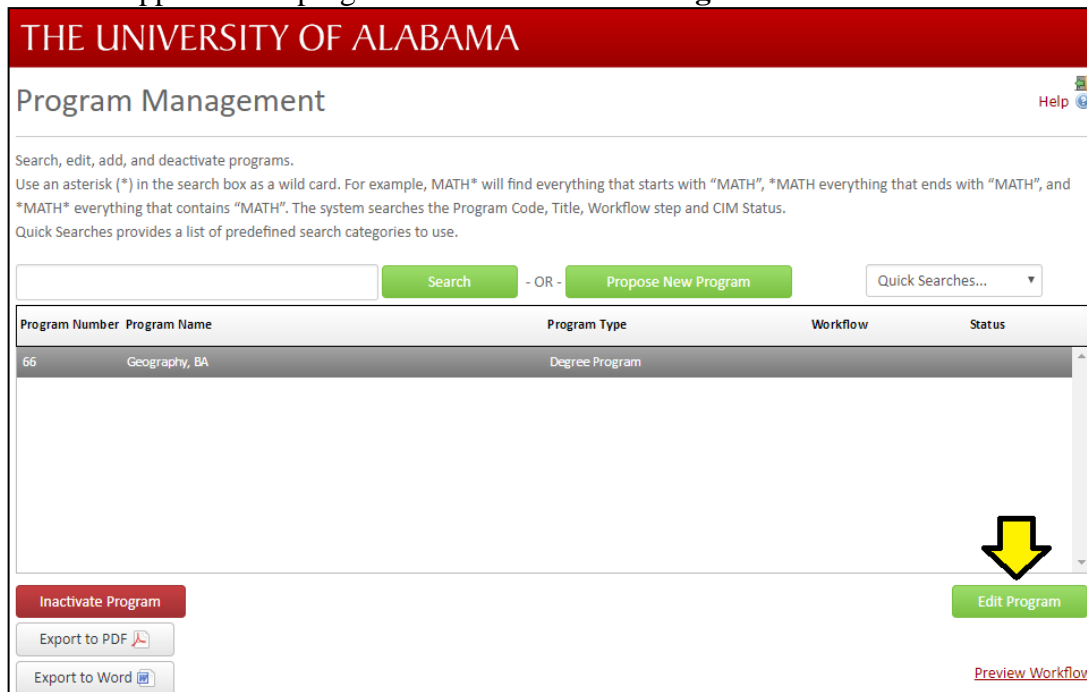 THE UNIVERSITY OF ALABAMA
Program Management
Help
Search, edit, add, and deactivate programs.
Use an asterisk (*) in the search box as a wild card. For example, MATH* will find everything that starts with “MATH”, *MATH everything that ends with “MATH”, and
*MATH* everything that contains “MATH”. The system searches the Program Code, Title, Workflow step and CIM Status.
Quick Searches provides a list of predefined search categories to use.
Search - OR - Propose New Program Quick Searches...
Program Number Program Name Program Type Workflow Status
66 Geography, BA Degree Program
Inactivate Program Edit Program
Export to PDF
Export to Word Preview Workflow